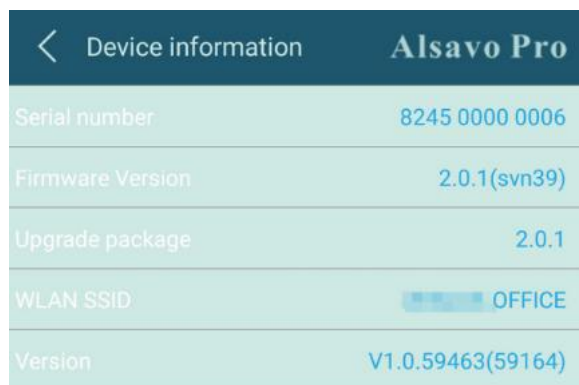 Device information Alsavo Pro
Serial number 8245 0000 0006
Firmware Version 2.0.1(svn39)
Upgrade package 2.0.1
WLAN SSID OFFICE
Version V1.0.59463(59164)